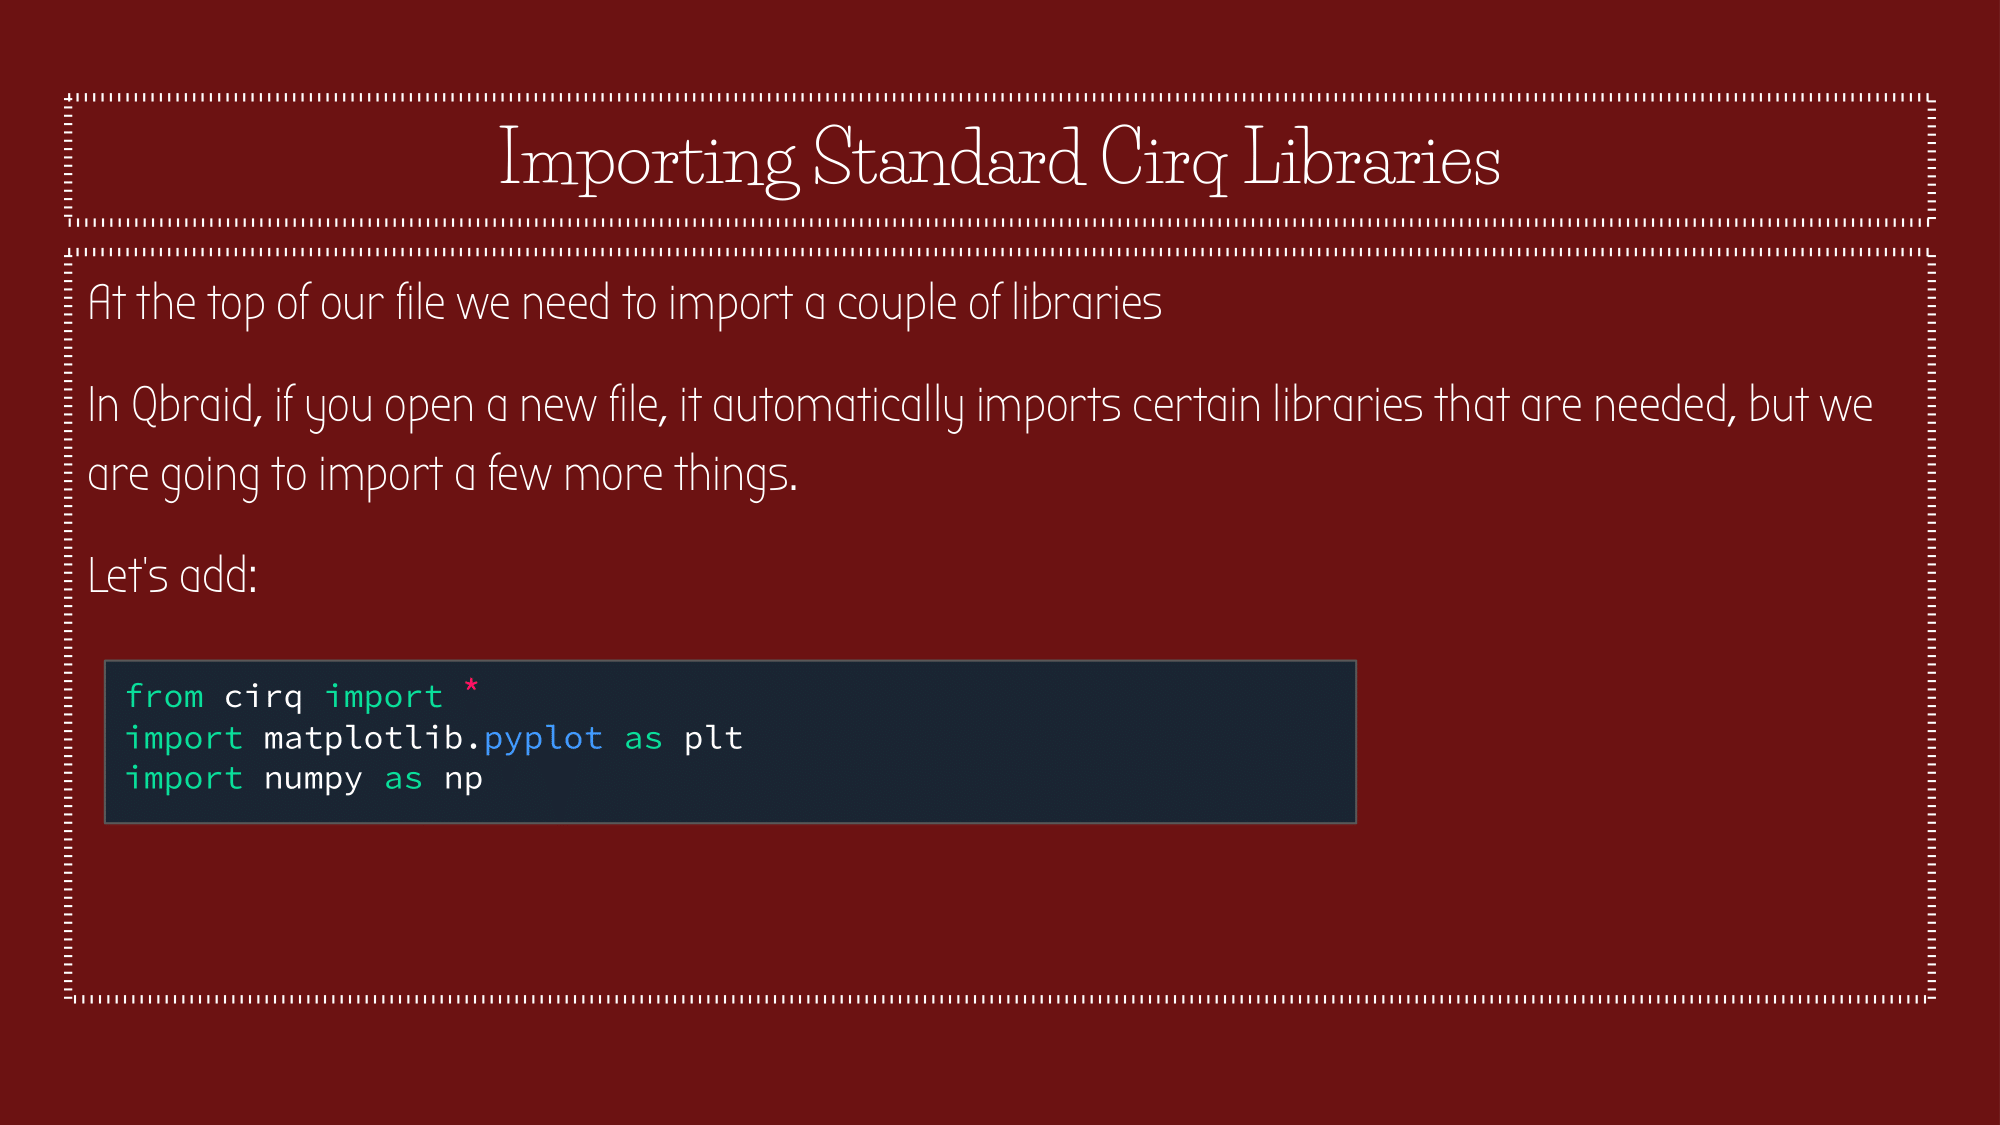 Importing Standard Cirq Libraries
At the top of our file we need to import a couple of libraries
In Qbraid, if you open a new file, it automatically imports certain libraries that are needed, but we
are going to import a few more things.
Let's add:
from cirq import *
import matplotlib.pyplot as plt
import numpy as np